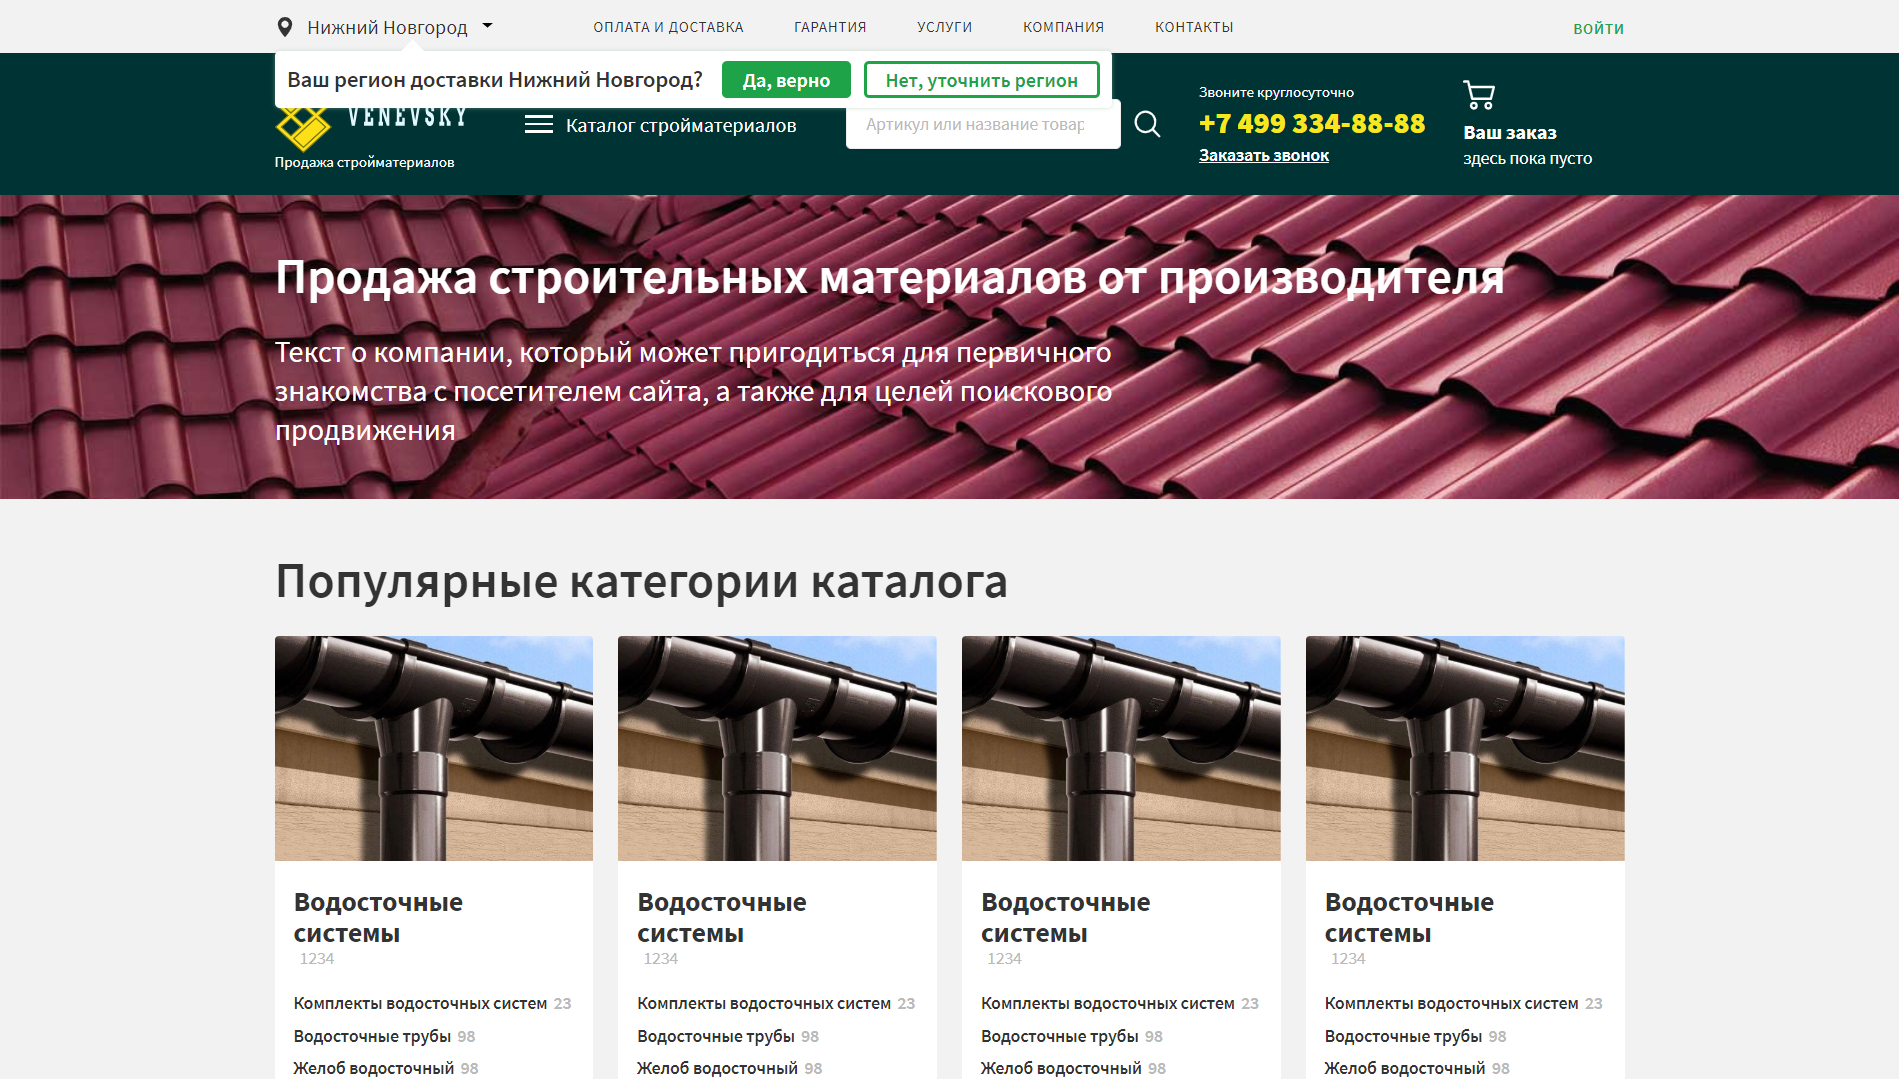 Нижний Новгород
ОПЛАТА И ДОСТАВКА
ГАРАНТИЯ
УСЛУГИ
КОМПАНИЯ
КОНТАКТЫ
ВОЙТИ
Ваш регион доставки Нижний Новгород?
Да, верно
Нет, уточнить регион
VENEVSKY
Продажа стройматериалов
Каталог стройматериалов
Артикул или название товар
Звоните круглосуточно
+7 499 334-88-88
Заказать звонок
Ваш заказ
здесь пока пусто
Продажа строительных материалов от производителя
Текст о компании, который может пригодиться для первичного
знакомства с посетителем сайта, а также для целей поискового
продвижения
Популярные категории каталога
Водосточные
системы
1234
Комплекты водосточных систем 23
Водосточные трубы 98
Желоб водосточный 98
Водосточные
системы
1234
Комплекты водосточных систем 23
Водосточные трубы 98
Желоб водосточный 98
Водосточные
системы
1234
Комплекты водосточных систем 23
Водосточные трубы 98
Желоб водосточный 98
Водосточные
системы
1234
Комплекты водосточных систем 23
Водосточные трубы 98
Желоб водосточный 98